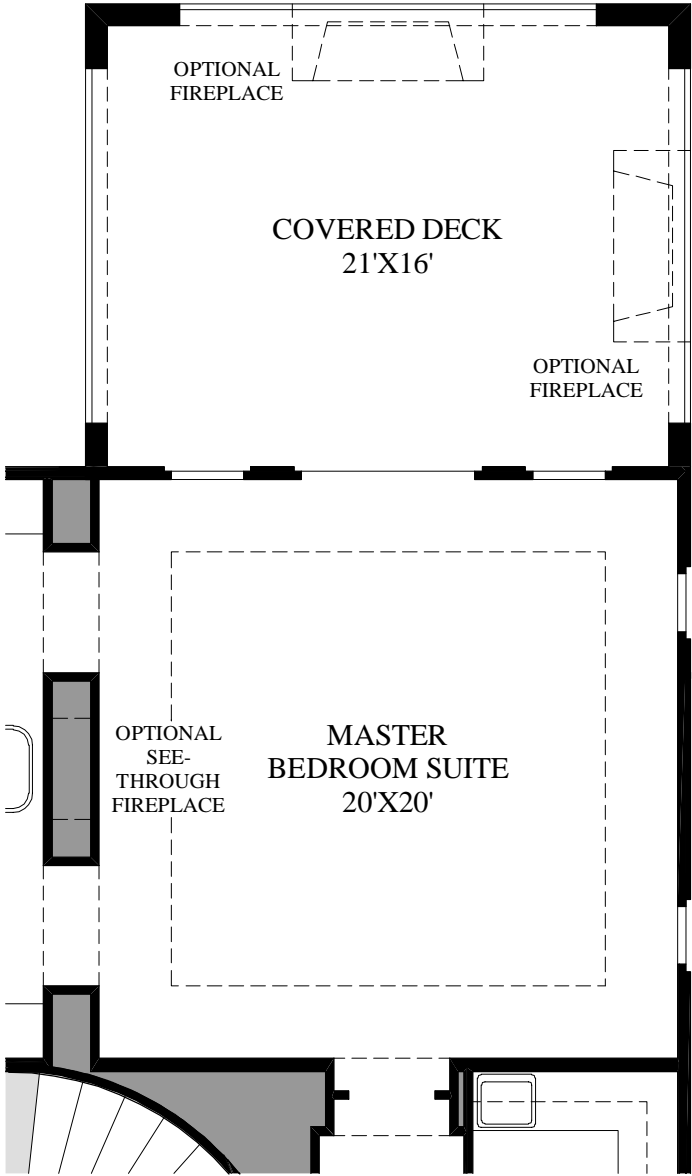 OPTIONAL
FIREPLACE
COVERED DECK
21'X16'
OPTIONAL
FIREPLACE
OPTIONAL
SEE-
THROUGH
FIREPLACE
MASTER
BEDROOM SUITE
20'X20'